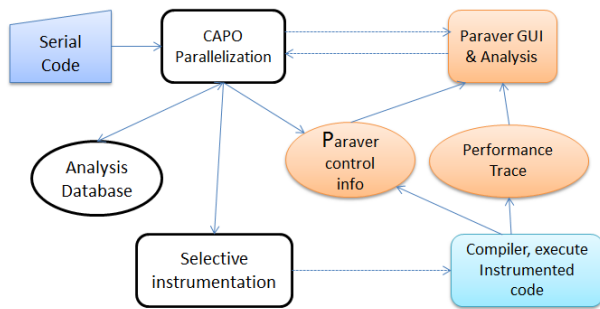 Serial
Code
CAPO
Parallelization
Paraver GUI
& Analysis
Analysis
Database
Paraver
control
info
Performance
Trace
Selective
instrumentation
Compiler, execute
Instrumented
code